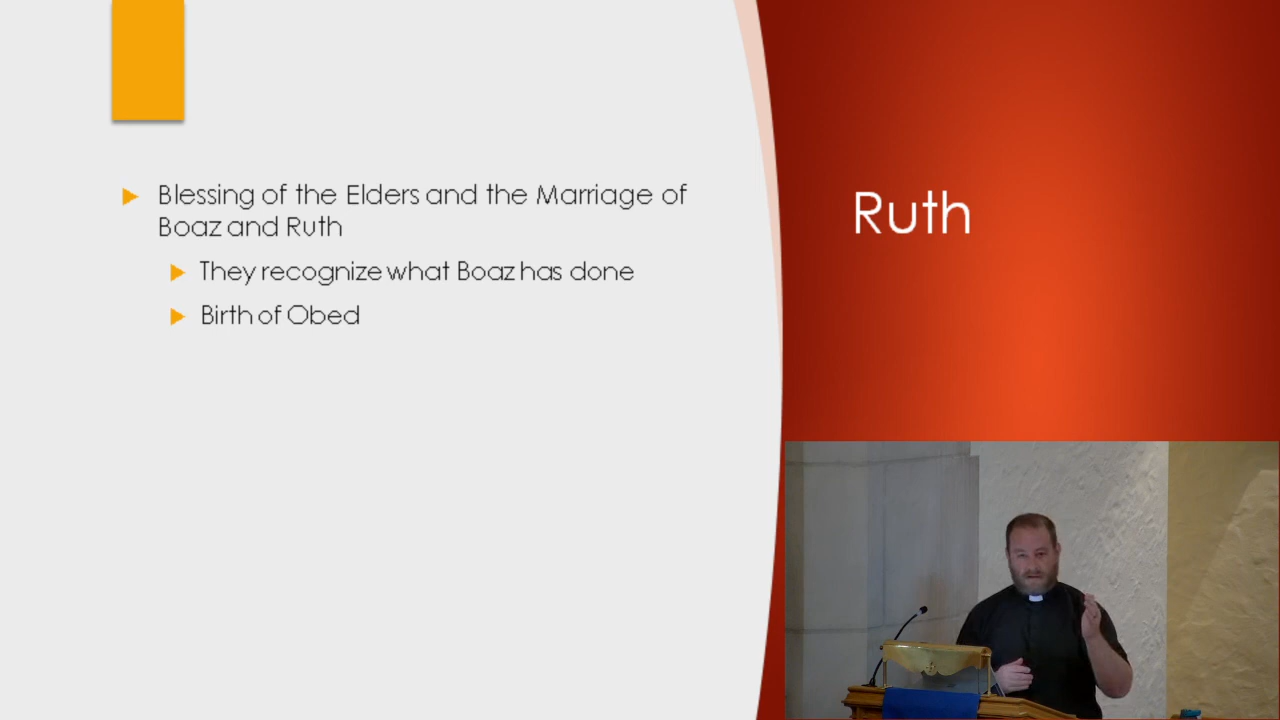 Blessing of the Elders and the Marriage of
Boaz and Ruth
They recognize what Boaz has done
Birth of Obed
Ruth